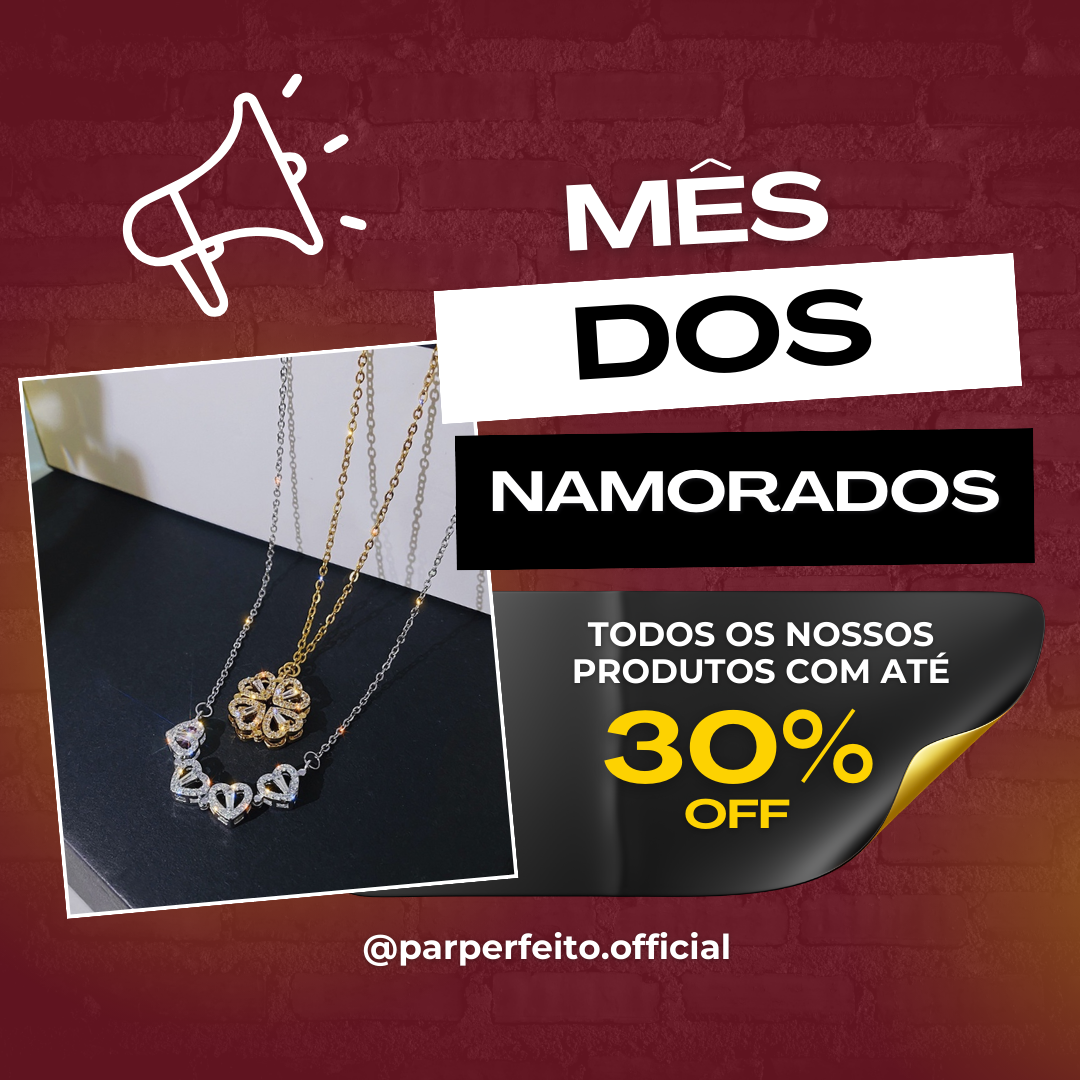 MÊS
DOS
NAMORADOS
TODOS OS NOSSOS
PRODUTOS COM ATÉ
30%
OFF
@parperfeito.official